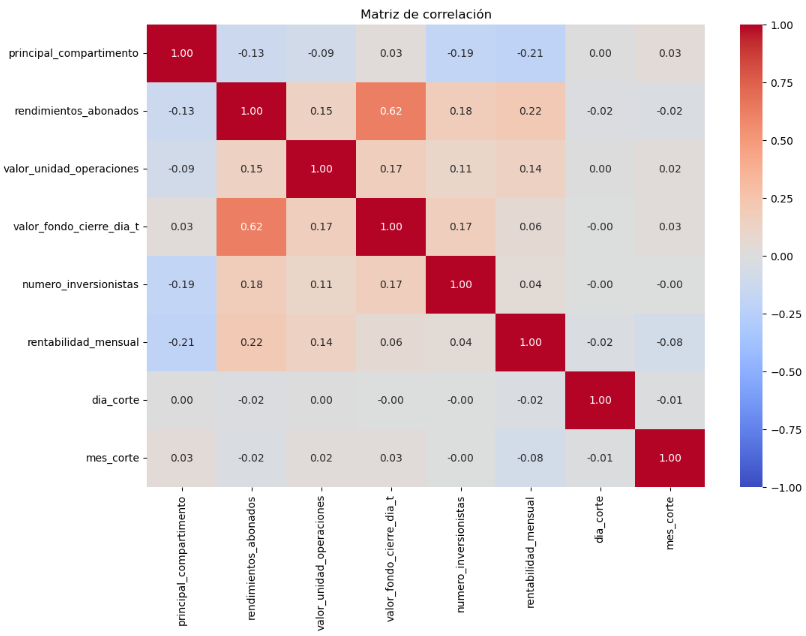 Matriz de correlación
principal_compartimento 1.00 -0.13 -0.09 0.03 -0.19 -0.21 0.00 0.03
rendimientos_abonados -0.13 1.00 0.15 0.62 0.18 0.22 -0.02 -0.02
valor_unidad_operaciones -0.09 0.15 1.00 0.17 0.11 0.14 0.00 0.02
valor_fondo_cierre_dia_t 0.03 0.62 0.17 1.00 0.17 0.06 -0.00 0.03
numero_inversionistas -0.19 0.18 0.11 0.17 1.00 0.04 -0.00 -0.00
rentabilidad_mensual -0.21 0.22 0.14 0.06 0.04 1.00 -0.02 -0.08
dia_corte 0.00 -0.02 0.00 -0.00 -0.00 -0.02 1.00 -0.01
mes_corte 0.03 -0.02 0.02 0.03 -0.00 -0.08 -0.01 1.00
principal_compartimento
rendimientos_abonados
valor_unidad_operaciones
valor_fondo_cierre_dia_t
numero_inversionistas
rentabilidad_mensual
dia_corte
mes_corte
1.00
0.75
0.50
0.25
0.00
−0.25
−0.50
−0.75
−1.00